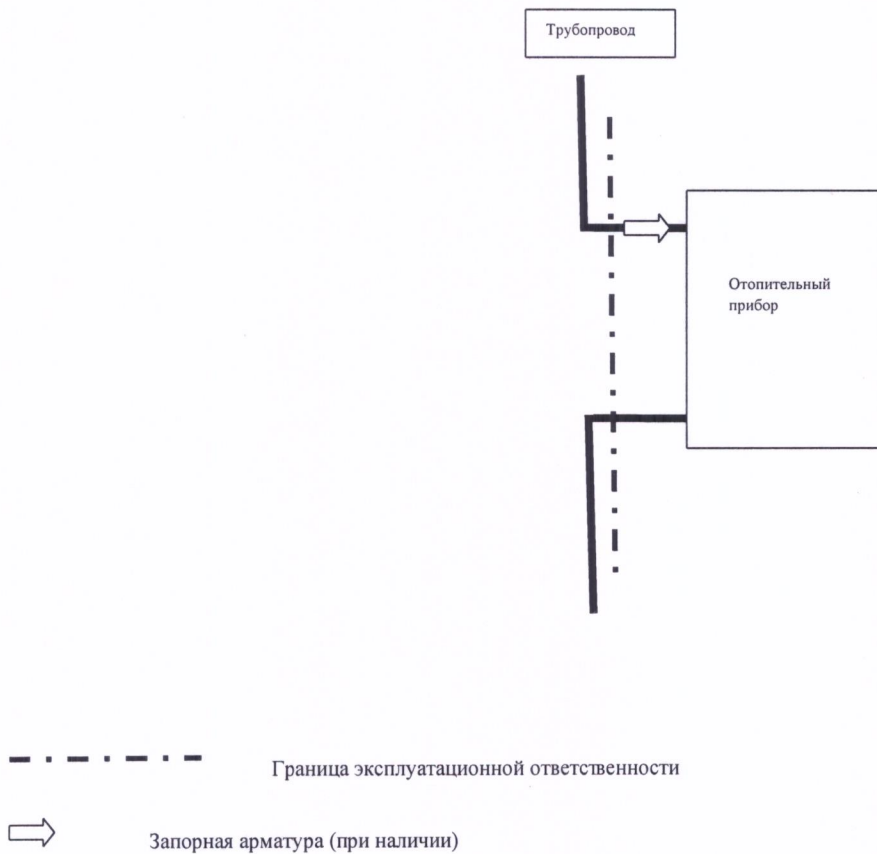 Трубопровод
Отопительный
прибор
Граница эксплуатационной ответственности
Запорная арматура (при наличии)